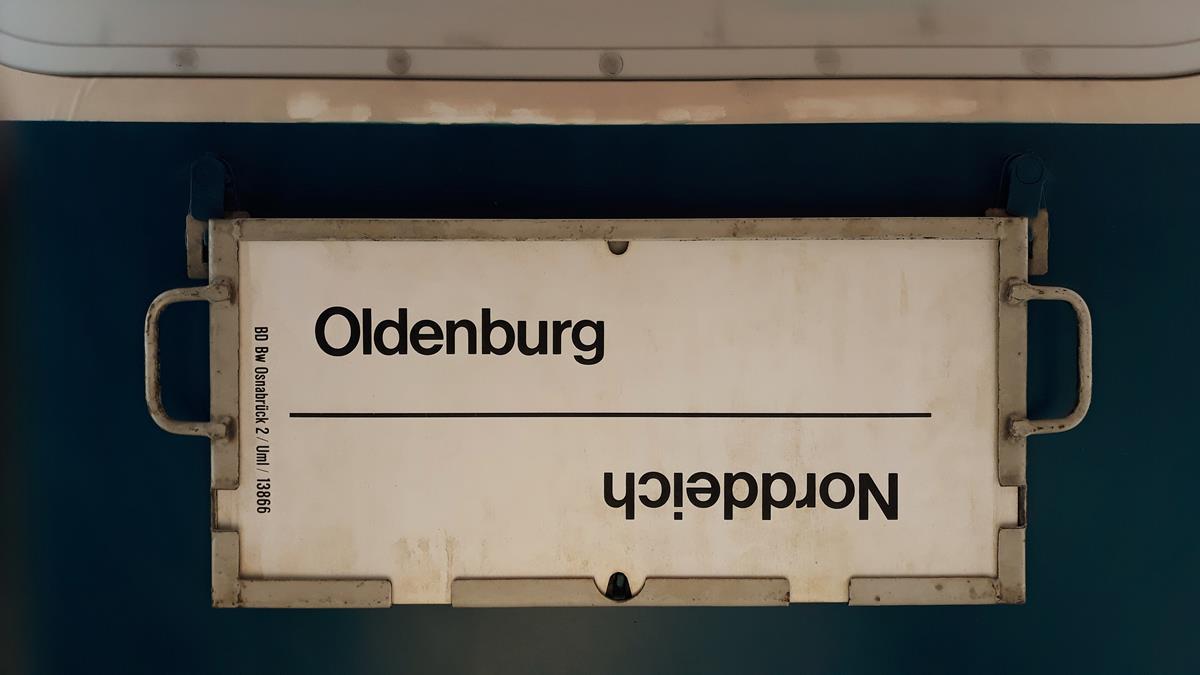 Oldenburg
Norddeich
BD Bw Osnabrück 2 / Uml / 13866